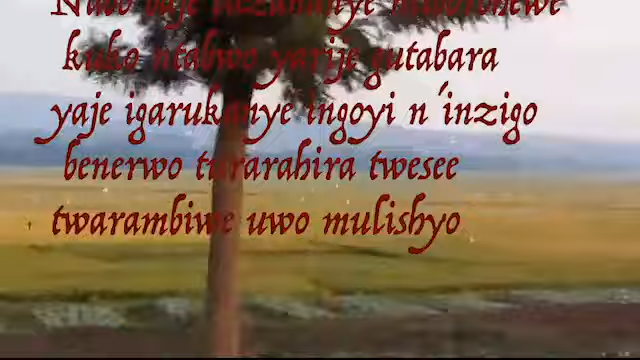 kuko ntabwo yarije gutabara
yaje igarukanye ingoyi n´inzigo
benerwo turarahira twesee
twarambiwe uwo mulishyo